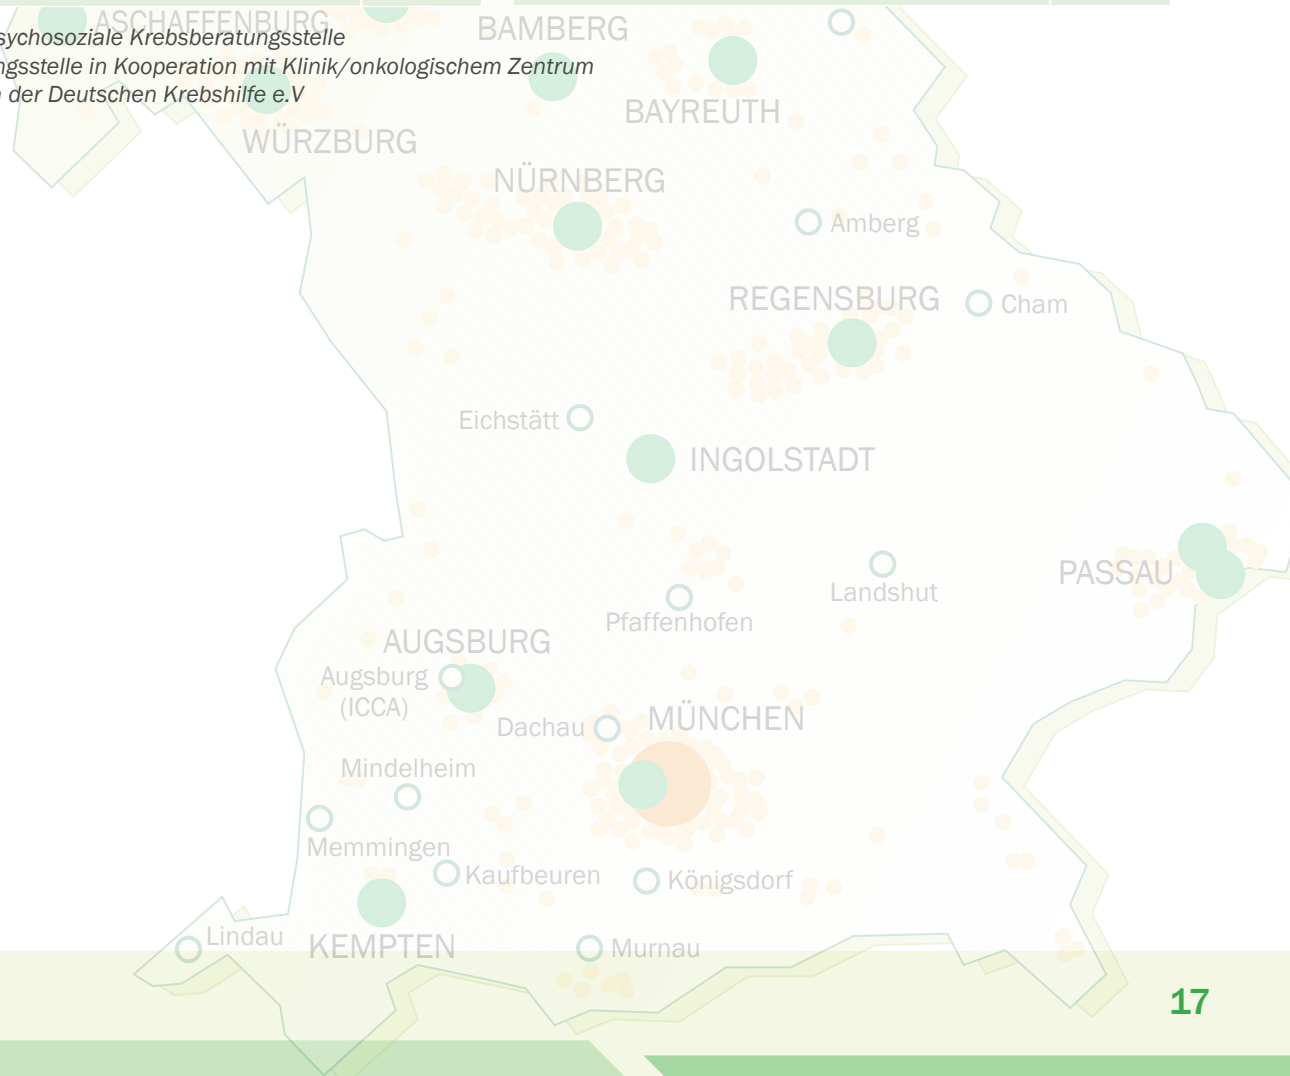 ASCHAFFENBURG
BAMBERG
sychosoziale Krebsberatungsstelle
ngsstelle in Kooperation mit Klinik/onkologischem Zentrum
der Deutschen Krebshilfe e.V
BAYREUTH
WÜRZBURG
NÜRNBERG
Amberg
REGENSBURG
Cham
Eichstätt
INGOLSTADT
PASSAU
Landshut
Pfaffenhofen
AUGSBURG
Augsburg
(ICCA)
MÜNCHEN
Dachau
Mindelheim
Memmingen
Kaufbeuren
Königsdorf
Lindau
KEMPTEN
Murnau
17